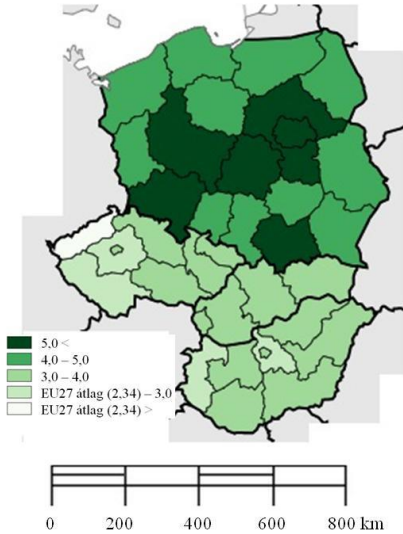 5,0 <
4,0 – 5,0
3,0 – 4,0
EU27 átlag (2,34) – 3,0
EU27 átlag (2,34) >
0 200 400 600 800 km